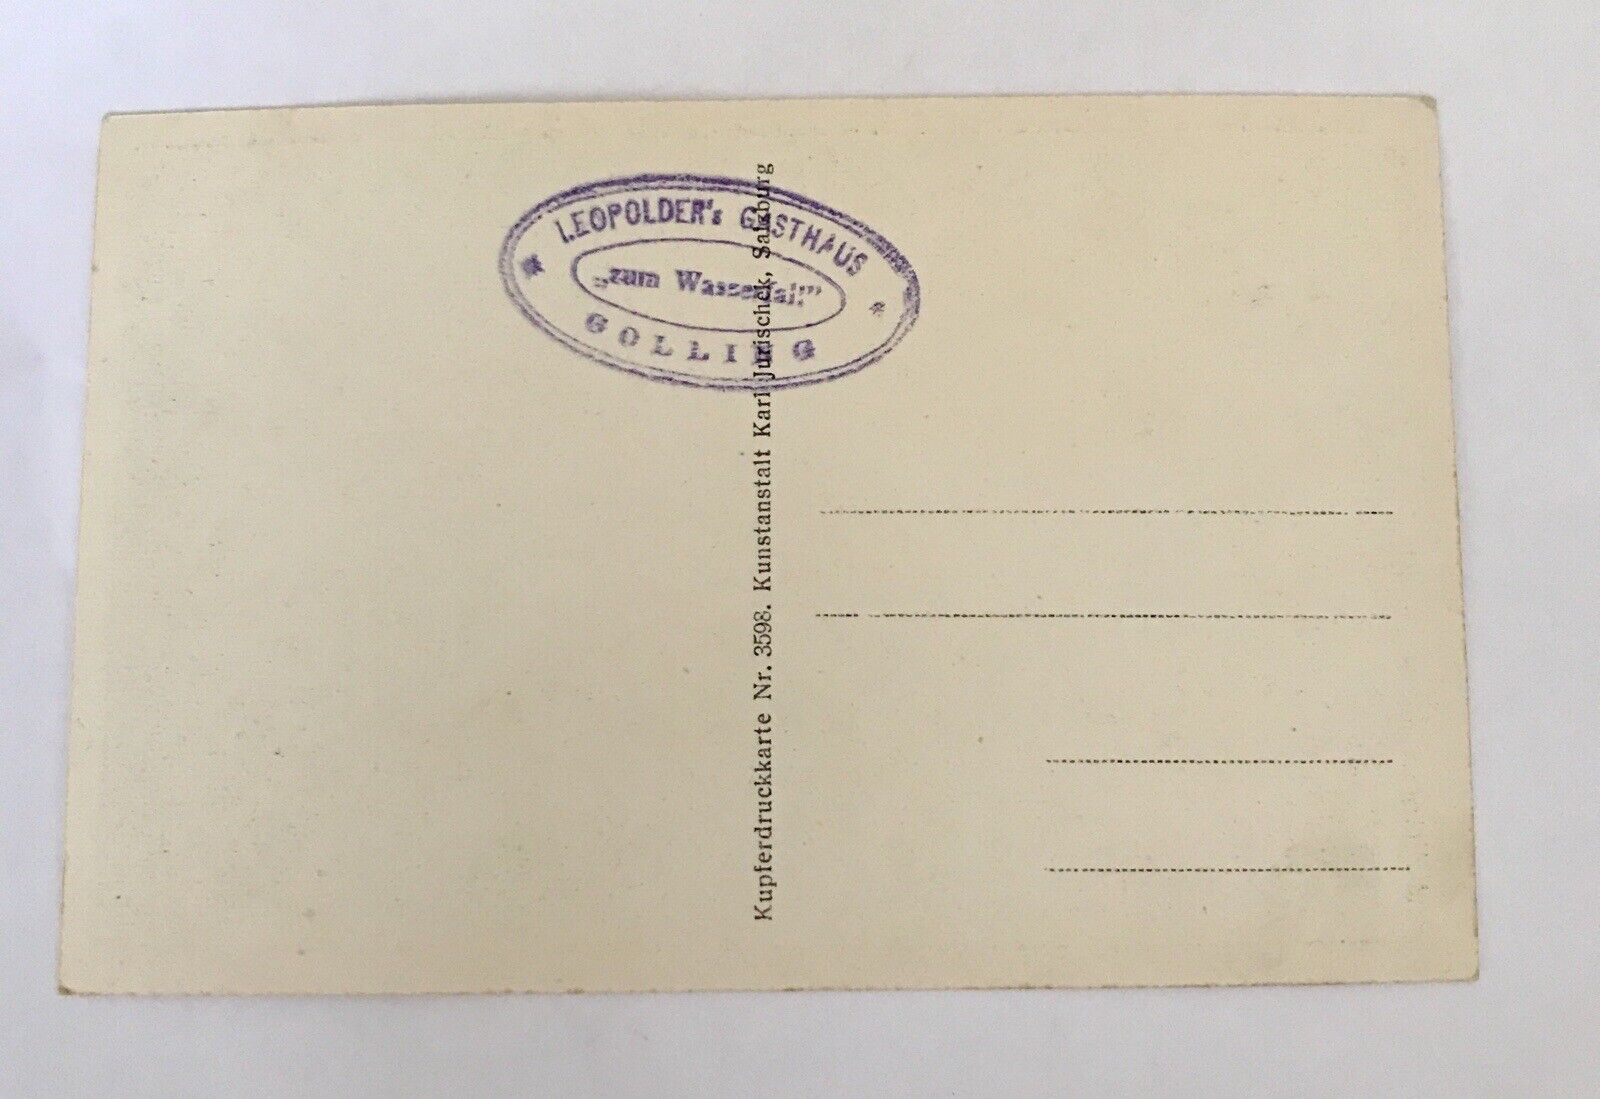 LEOPOLDER's GASTHAUS
„zum Wasserfall”
GOLLING
Kupferdruckkarte Nr. 3598. Kunstanstalt Karl Jurischek, Salzburg